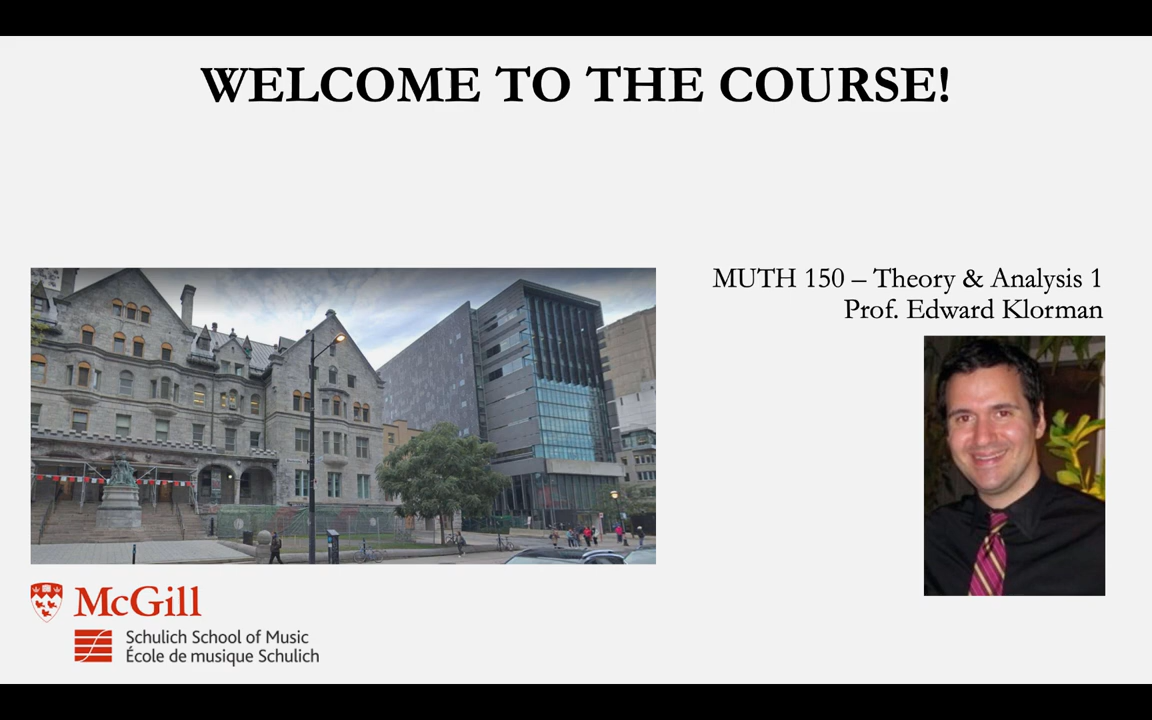 WELCOME TO THE COURSE!
MUTH 150 – Theory & Analysis 1
Prof. Edward Klorman
McGill
Schulich School of Music
École de musique Schulich